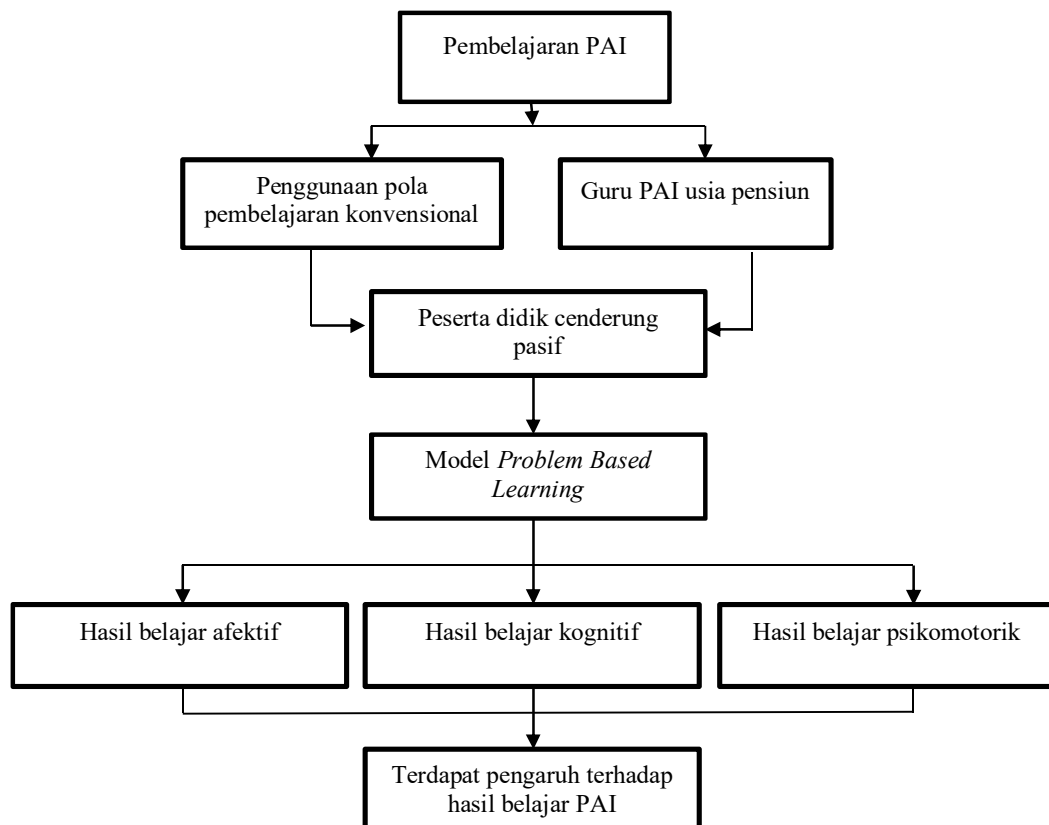 Pembelajaran PAI
Penggunaan pola
pembelajaran konvensional
Guru PAI usia pensiun
Peserta didik cenderung
pasif
Model Problem Based
Learning
Hasil belajar afektif
Hasil belajar kognitif
Hasil belajar psikomotorik
Terdapat pengaruh terhadap
hasil belajar PAI